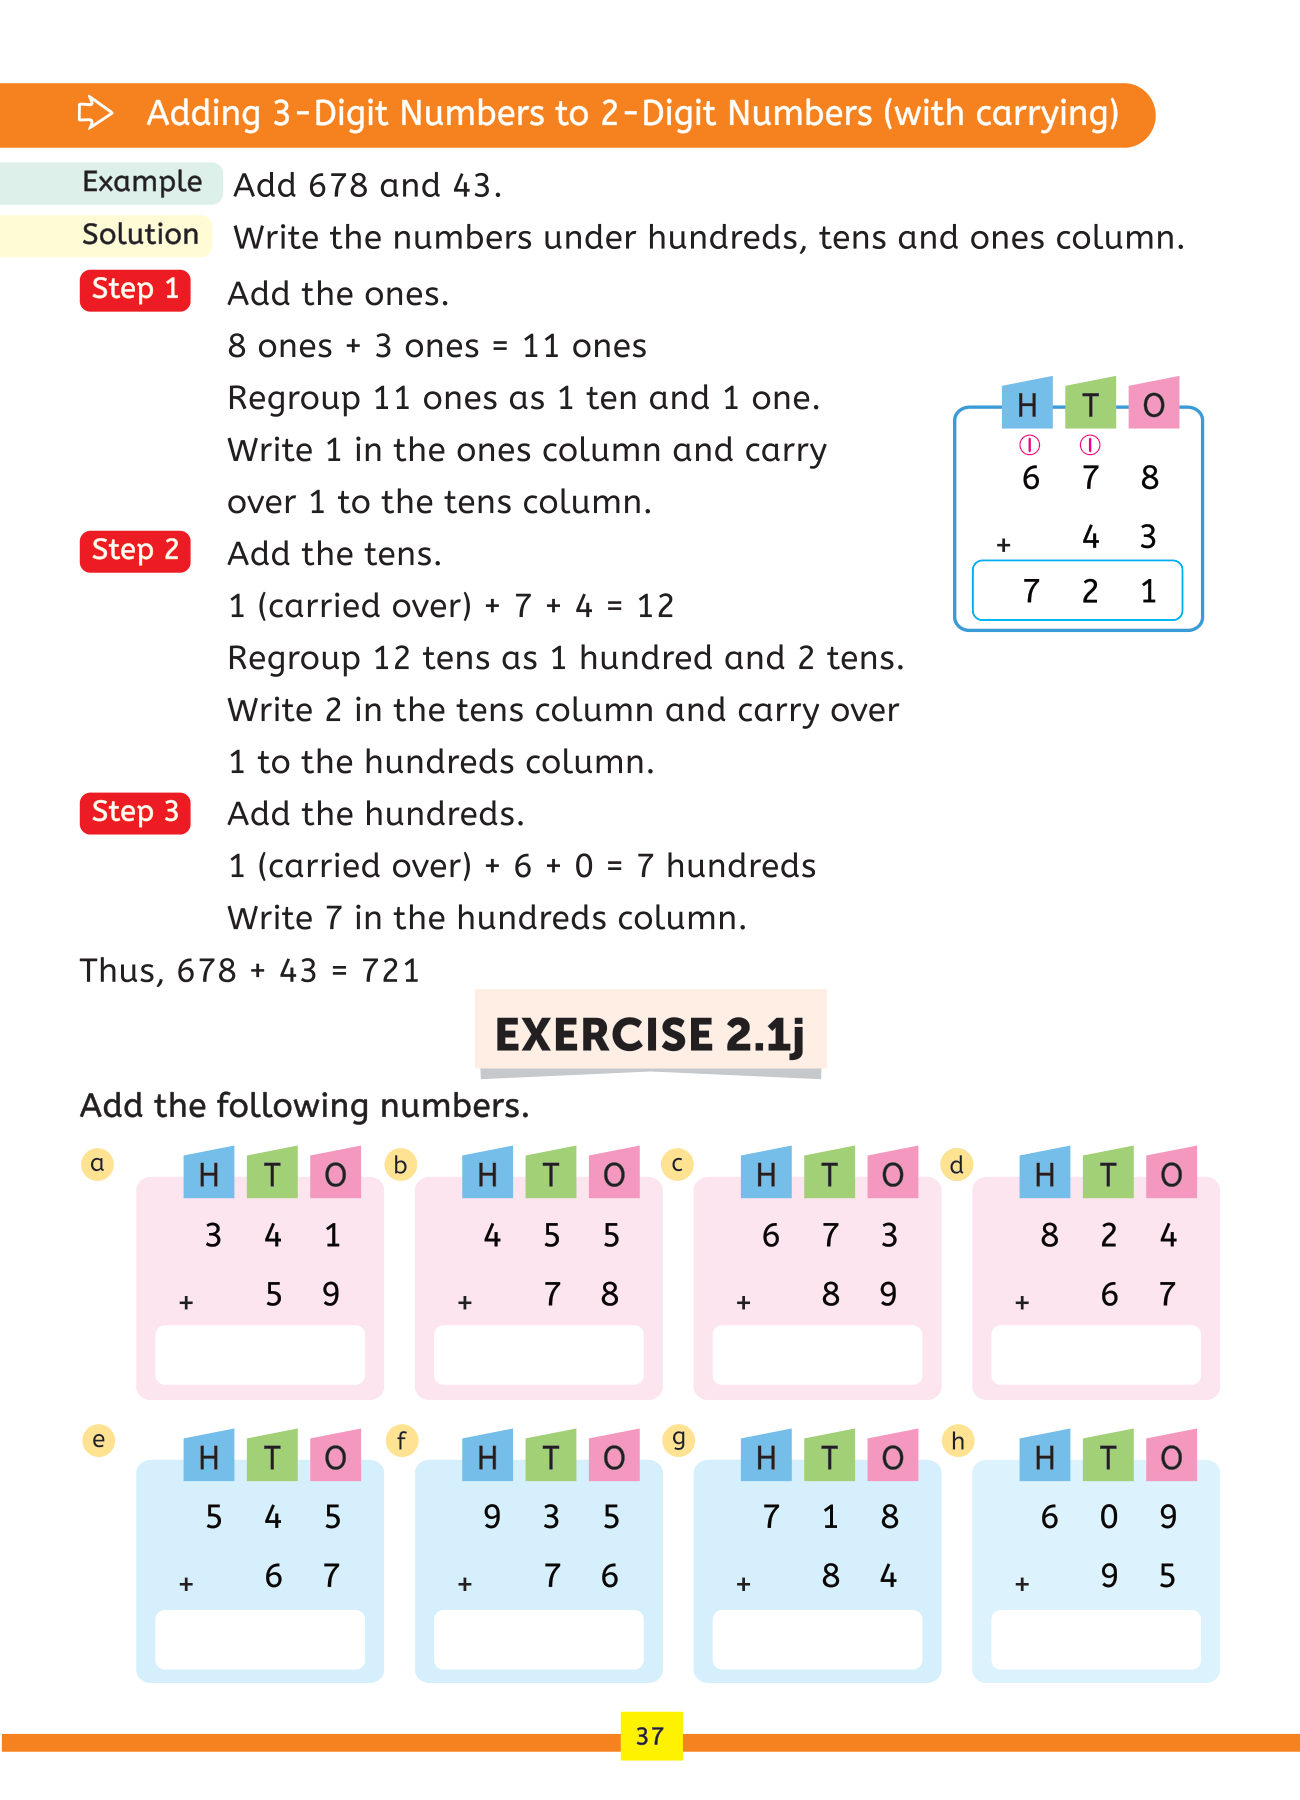 Adding 3-Digit Numbers to 2-Digit Numbers (with carrying)
Example Add 678 and 43.
Solution Write the numbers under hundreds, tens and ones column.
Step 1 Add the ones.
8 ones + 3 ones = 11 ones
Regroup 11 ones as 1 ten and 1 one.
Write 1 in the ones column and carry
over 1 to the tens column.
Step 2 Add the tens.
1 (carried over) + 7 + 4 = 12
Regroup 12 tens as 1 hundred and 2 tens.
Write 2 in the tens column and carry over
1 to the hundreds column.
Step 3 Add the hundreds.
1 (carried over) + 6 + 0 = 7 hundreds
Write 7 in the hundreds column.
Thus, 678 + 43 = 721
H T O
1 1
6 7 8
+ 4 3
7 2 1
EXERCISE 2.1j
Add the following numbers.
a H T O b H T O c H T O d H T O
3 4 1 4 5 5 6 7 3 8 2 4
+ 5 9 + 7 8 + 8 9 + 6 7
e H T O f H T O g H T O h H T O
5 4 5 9 3 5 7 1 8 6 0 9
+ 6 7 + 7 6 + 8 4 + 9 5
37